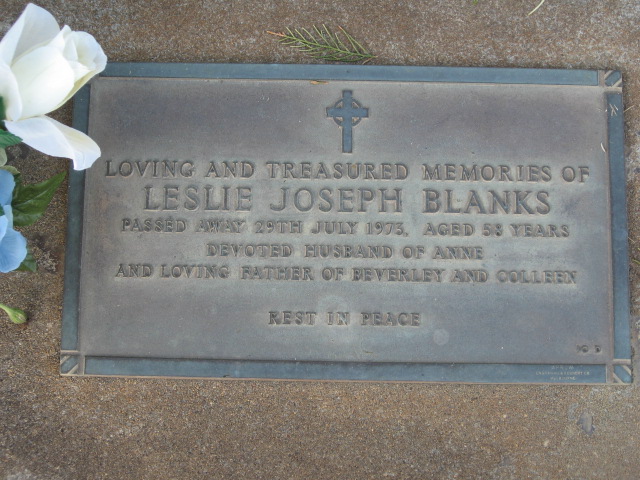 LOVING AND TREASURED MEMORIES OF
LESLIE JOSEPH BLANKS
PASSED AWAY 29TH JULY 1973, AGED 58 YEARS
DEVOTED HUSBAND OF ANNE
AND LOVING FATHER OF BEVERLEY AND COLLEEN
REST IN PEACE